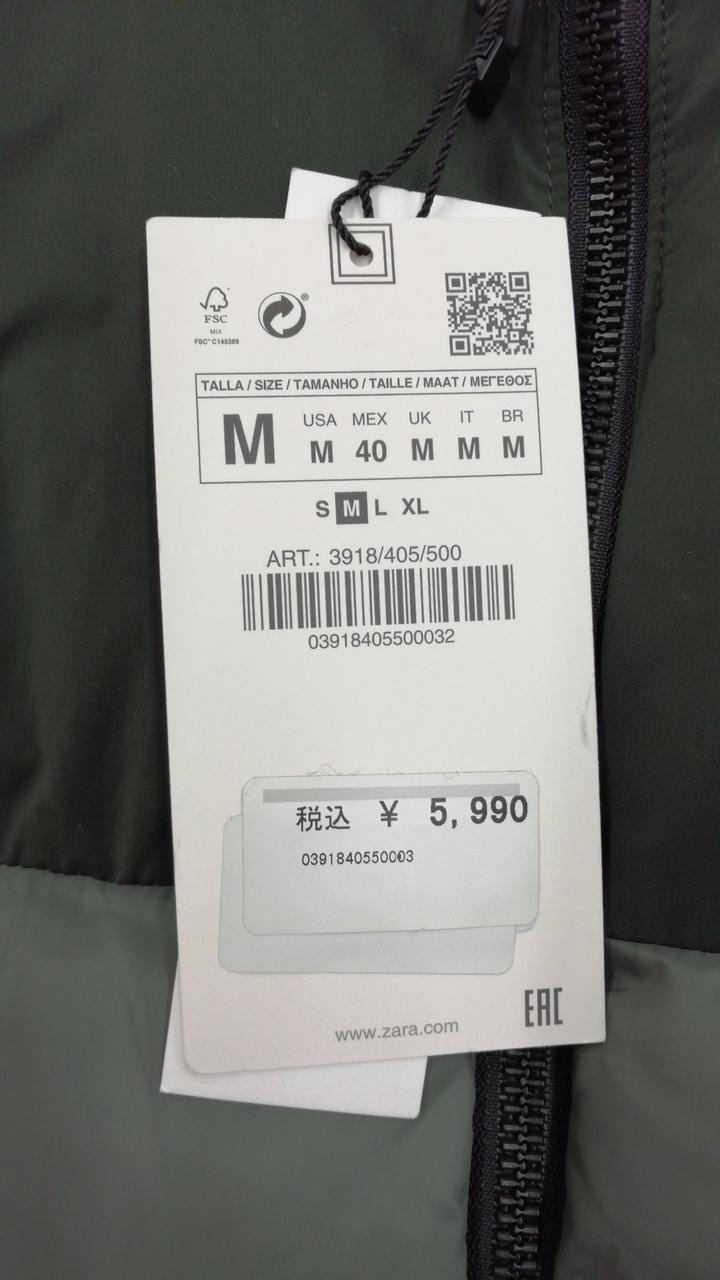 FSC
MIX
FSC™ C145389
®
TALLA / SIZE / TAMANHO / TAILLE / MAAT / ΜΕΓΕΘΟΣ
M
USA MEX UK IT BR
M 40 M M M
S M L XL
ART.: 3918/405/500
03918405500032
税込 ¥ 5,990
0391840550003
www.zara.com
EAC